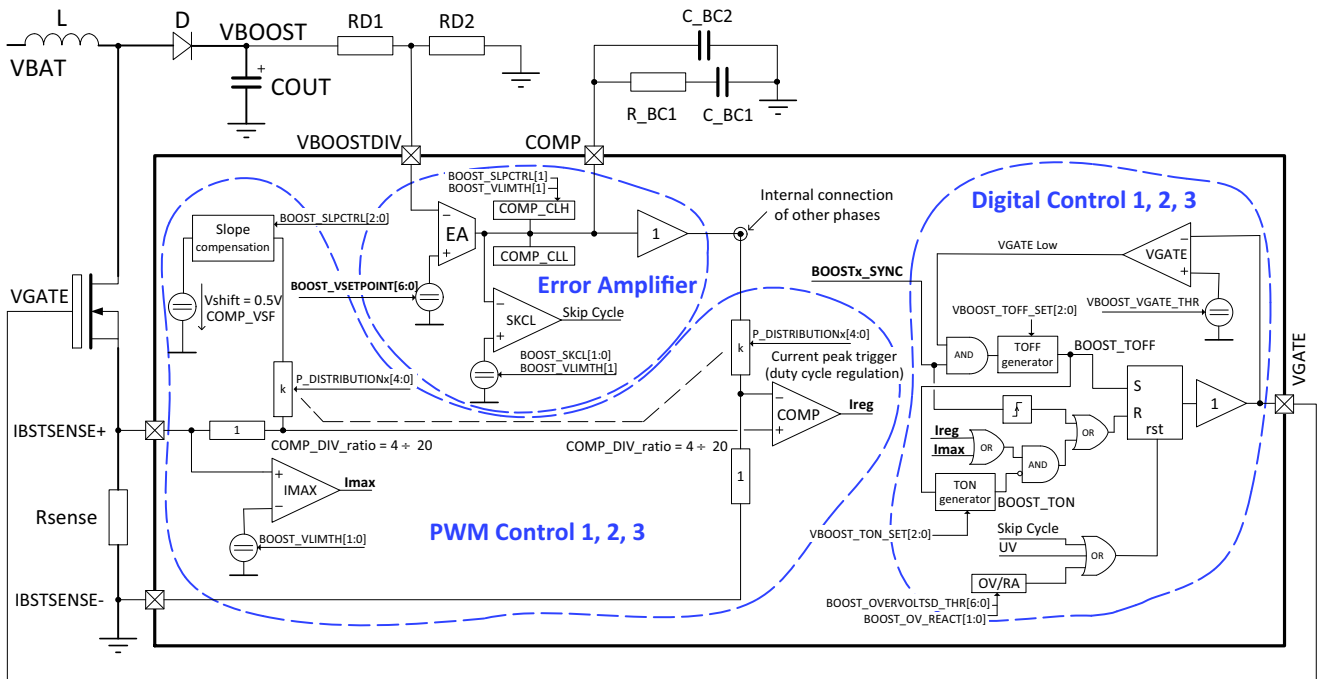 L
D
VBOOST
RD1
RD2
C_BC2
VBAT
+
COUT
R_BC1
C_BC1
VBOOSTDIV
COMP
BOOST_SLPCTRL[1]
BOOST_VLIMTH[1]
COMP_CLH
Internal connection
of other phases
Digital Control 1, 2, 3
BOOST_SLPCTRL[2:0]
Slope
compensation
−
EA
+
COMP_CLL
1
VGATE Low
−
VGATE
+
VGATE
Vshift = 0.5V
COMP_VSF
BOOST_VSETPOINT[6:0]
Error Amplifier
BOOSTx_SYNC
VBOOST_VGATE_THR
−
SKCL
+
Skip Cycle
VBOOST_TOFF_SET[2:0]
AND
TOFF
generator
BOOST_TOFF
P_DISTRIBUTIONx[4:0]
k
Current peak trigger
(duty cycle regulation)
BOOST_SKCL[1:0]
BOOST_VLIMTH[1]
k
P_DISTRIBUTIONx[4:0]
−
COMP
+
Ireg
S
R
rst
1
VGATE
IBSTSENSE+
1
COMP_DIV_ratio = 4 ÷ 20
COMP_DIV_ratio = 4 ÷ 20
Ireg
Imax
OR
OR
AND
+
IMAX
−
Imax
1
TON
generator
BOOST_TON
Rsense
BOOST_VLIMTH[1:0]
PWM Control 1, 2, 3
VBOOST_TON_SET[2:0]
Skip Cycle
UV
OR
OV/RA
IBSTSENSE-
BOOST_OVERVOLTSD_THR[6:0]
BOOST_OV_REACT[1:0]